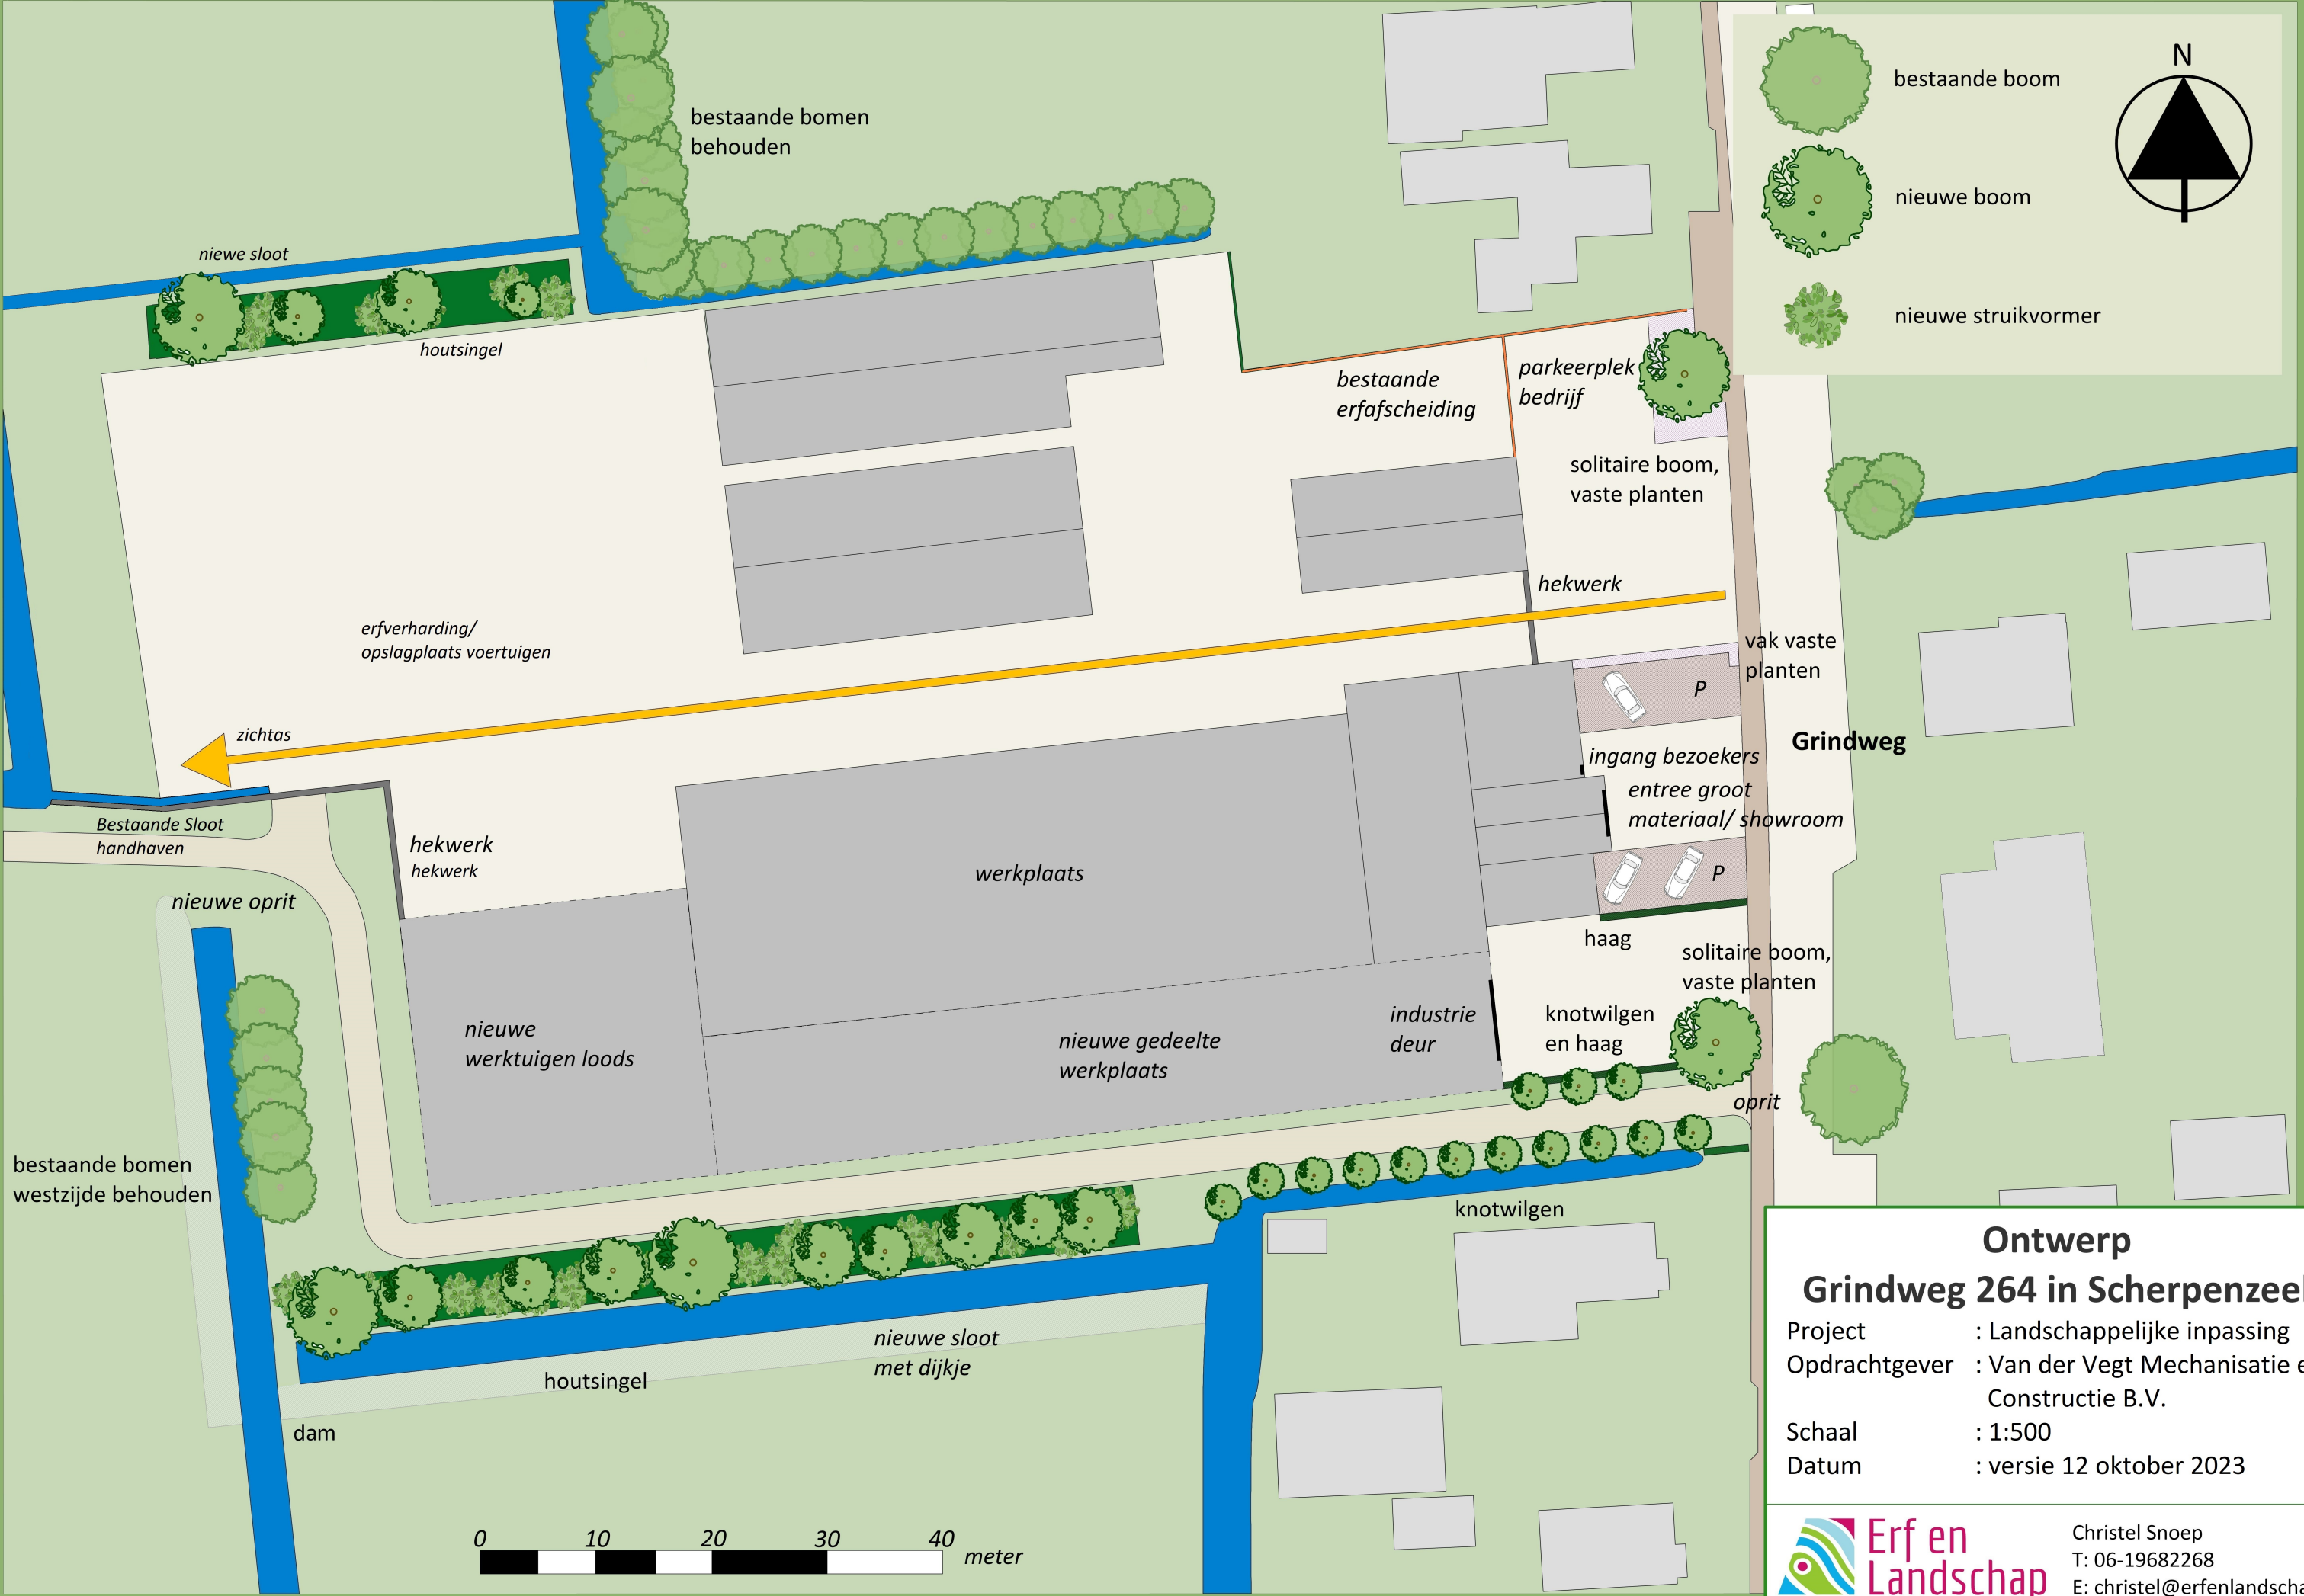 N
bestaande boom
nieuwe boom
nieuwe struikvormer
bestaande bomen
behouden
niewe sloot
houtsingel
bestaande
erfafscheiding
parkeerplek
bedrijf
solitaire boom,
vaste planten
hekwerk
erfverharding/
opslagplaats voertuigen
vak vaste
planten
P
zichtas
Grindweg
ingang bezoekers
entree groot
materiaal/ showroom
Bestaande Sloot
handhaven
hekwerk
hekwerk
werkplaats
P
nieuwe oprit
haag
solitaire boom,
vaste planten
nieuwe
werktuigen loods
nieuwe gedeelte
werkplaats
industrie
deur
knotwilgen
en haag
oprit
bestaande bomen
westzijde behouden
knotwilgen
nieuwe sloot
met dijkje
houtsingel
dam
0 10 20 30 40
meter
Ontwerp
Grindweg 264 in Scherpenzeel
Project : Landschappelijke inpassing
Opdrachtgever : Van der Vegt Mechanisatie e
Constructie B.V.
Schaal : 1:500
Datum : versie 12 oktober 2023
Erf en
Landschap
Christel Snoep
T: 06-19682268
E: christel@erfenlandscha